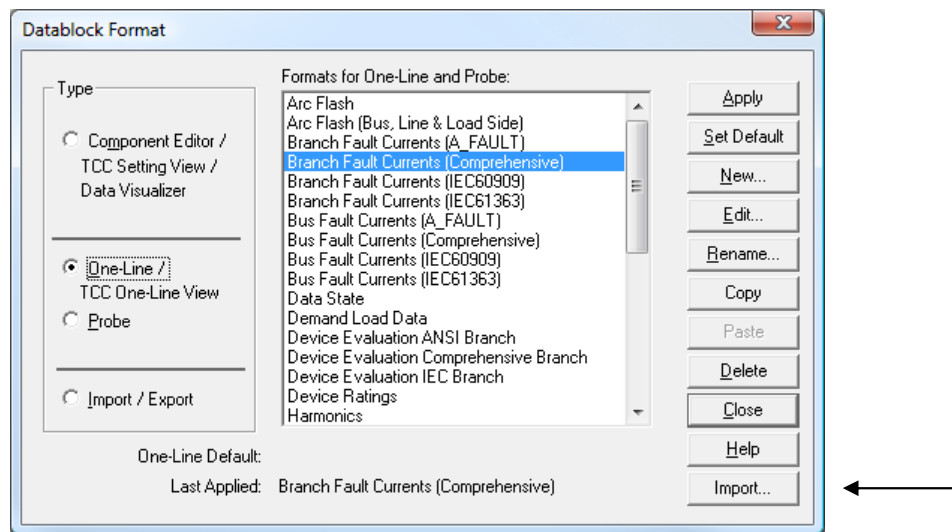 Datablock Format
Type
Component Editor /
TCC Setting View /
Data Visualizer
One-Line /
TCC One-Line View
Probe
Import / Export
Formats for One-Line and Probe:
Arc Flash
Arc Flash (Bus, Line & Load Side)
Branch Fault Currents (A_FAULT)
Branch Fault Currents (Comprehensive)
Branch Fault Currents (IEC60909)
Branch Fault Currents (IEC61363)
Bus Fault Currents (A_FAULT)
Bus Fault Currents (Comprehensive)
Bus Fault Currents (IEC60909)
Bus Fault Currents (IEC61363)
Data State
Demand Load Data
Device Evaluation ANSI Branch
Device Evaluation Comprehensive Branch
Device Evaluation IEC Branch
Device Ratings
Harmonics
Apply
Set Default
New...
Edit...
Rename...
Copy
Paste
Delete
Close
Help
Import...
One-Line Default:
Last Applied: Branch Fault Currents (Comprehensive)